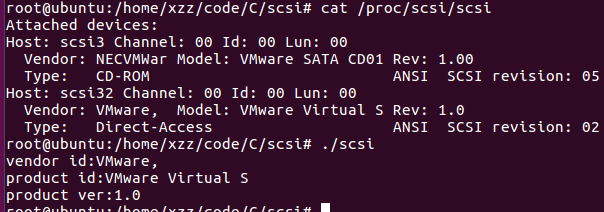 root@ubuntu:/home/xzz/code/C/scsi# cat /proc/scsi/scsi
Attached devices:
Host: scsi3 Channel: 00 Id: 00 Lun: 00
  Vendor: NECVMWar Model: VMware SATA CD01 Rev: 1.00
  Type:   CD-ROM                           ANSI  SCSI revision: 05
Host: scsi32 Channel: 00 Id: 00 Lun: 00
  Vendor: VMware,  Model: VMware Virtual S Rev: 1.0
  Type:   Direct-Access                    ANSI  SCSI revision: 02
root@ubuntu:/home/xzz/code/C/scsi# ./scsi
vendor id:VMware,
product id:VMware Virtual S
product ver:1.0
root@ubuntu:/home/xzz/code/C/scsi#